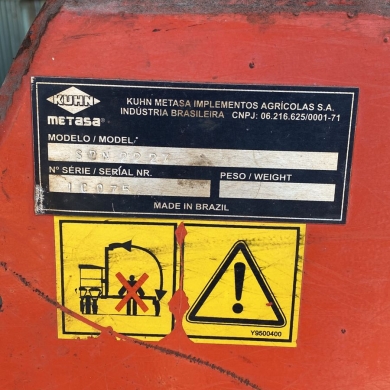 KUHN
METASA
KUHN METASA IMPLEMENTOS AGRÍCOLAS S.A.
INDÚSTRIA BRASILEIRA CNPJ: 06.216.625/0001-71
MODELO / MODEL
N° SÉRIE / SERIAL NR.
PESO / WEIGHT
MADE IN BRAZIL
Y9500400